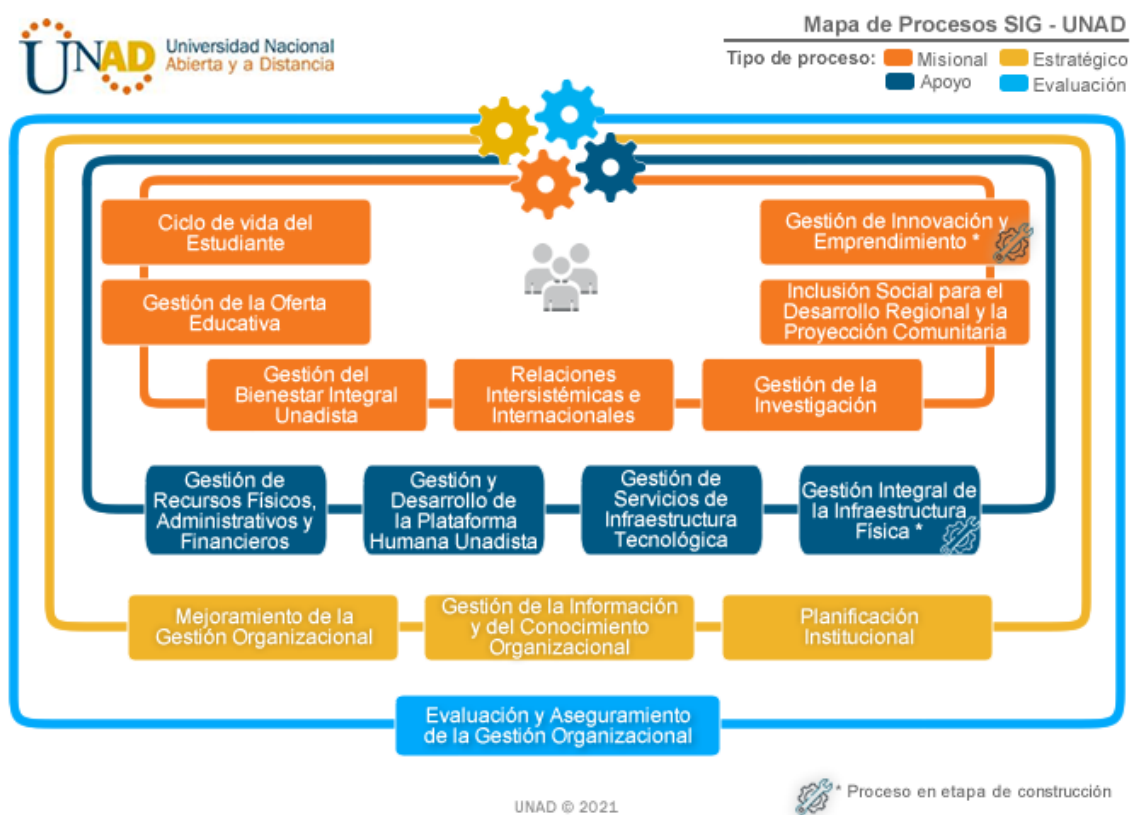 UNAD Universidad Nacional
Abierta y a Distancia
Mapa de Procesos SIG - UNAD
Tipo de proceso: Misional Estratégico
Apoyo Evaluación
Ciclo de vida del
Estudiante
Gestión de Innovación y
Emprendimiento *
Gestión de la Oferta
Educativa
Inclusión Social para el
Desarrollo Regional y la
Proyección Comunitaria
Gestión del
Bienestar Integral
Unadista
Relaciones
Intersistémicas e
Internacionales
Gestión de la
Investigación
Gestión de
Recursos Físicos,
Administrativos y
Financieros
Gestión y
Desarrollo de
la Plataforma
Humana Unadista
Gestión de
Servicios de
Infraestructura
Tecnológica
Gestión Integral de
la Infraestructura
Física *
Mejoramiento de la
Gestión Organizacional
Gestión de la Información
y del Conocimiento
Organizacional
Planificación
Institucional
Evaluación y Aseguramiento
de la Gestión Organizacional
* Proceso en etapa de construcción
UNAD © 2021